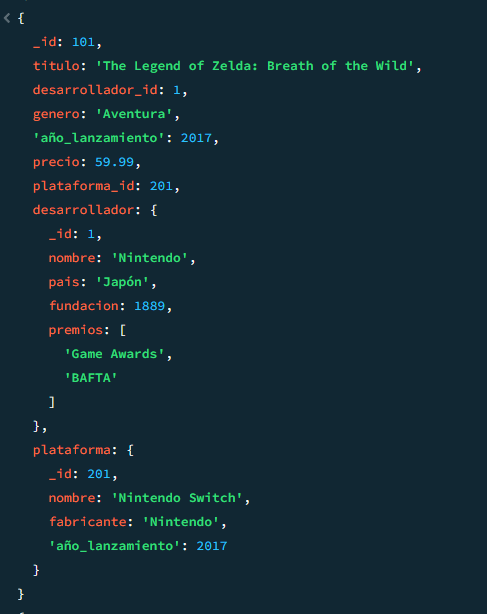 {
  _id: 101,
  titulo: 'The Legend of Zelda: Breath of the Wild',
  desarrollador_id: 1,
  genero: 'Aventura',
  'año_lanzamiento': 2017,
  precio: 59.99,
  plataforma_id: 201,
  desarrollador: {
    _id: 1,
    nombre: 'Nintendo',
    pais: 'Japón',
    fundacion: 1889,
    premios: [
      'Game Awards',
      'BAFTA'
    ]
  },
  plataforma: {
    _id: 201,
    nombre: 'Nintendo Switch',
    fabricante: 'Nintendo',
    'año_lanzamiento': 2017
  }
}